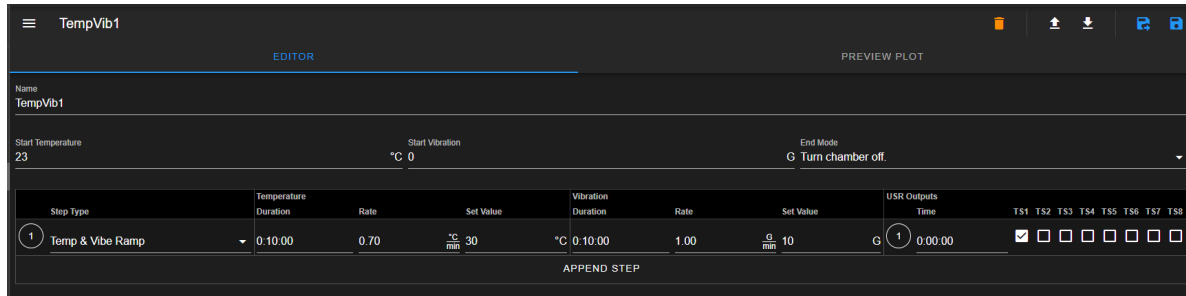 TempVib1
EDITOR PREVIEW PLOT
Name
TempVib1
Start Temperature Start Vibration End Mode
23 °C 0 G Turn chamber off.
Temperature Vibration USR Outputs
Step Type Duration Rate Set Value Duration Rate Set Value Time TS1 TS2 TS3 TS4 TS5 TS6 TS7 TS8
1 Temp & Vibe Ramp 0:10:00 0.70 °C/min 30 °C 0:10:00 1.00 G/min 10 G 1 0:00:00
APPEND STEP